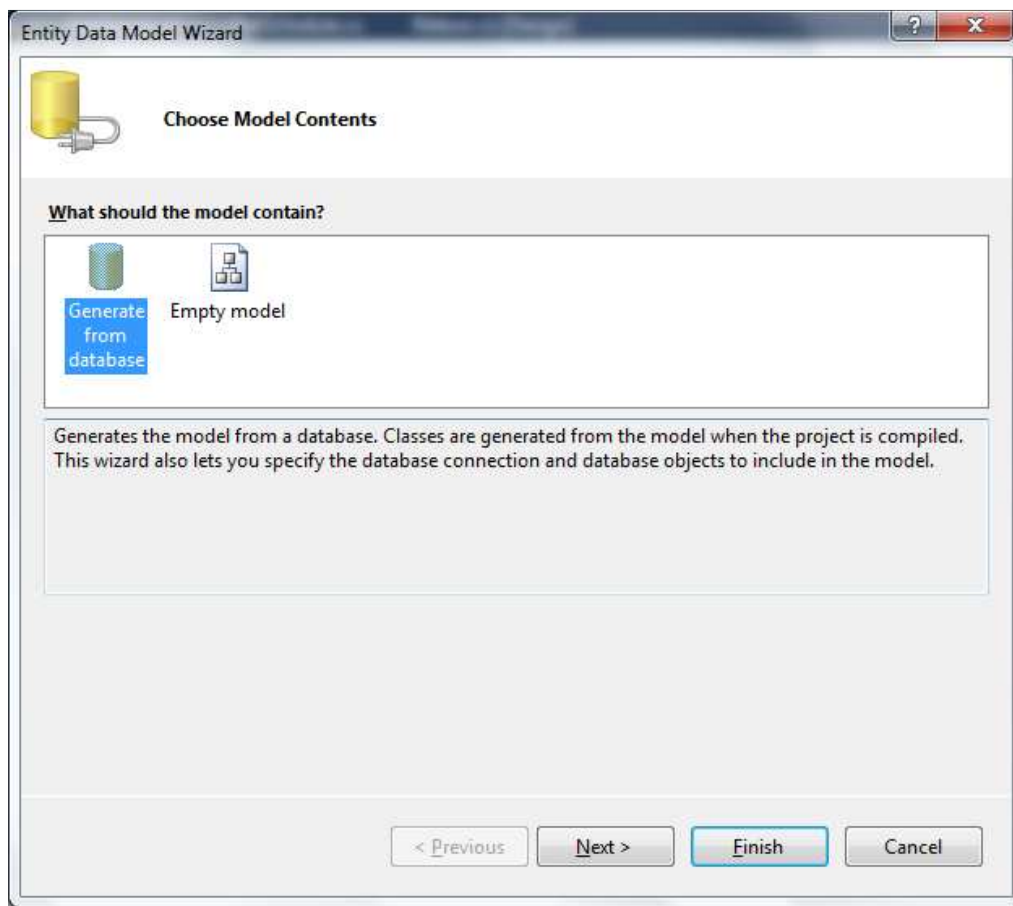 Entity Data Model Wizard
Choose Model Contents
What should the model contain?
Generate
from
database
Empty model
Generates the model from a database. Classes are generated from the model when the project is compiled.
This wizard also lets you specify the database connection and database objects to include in the model.
< Previous
Next >
Finish
Cancel